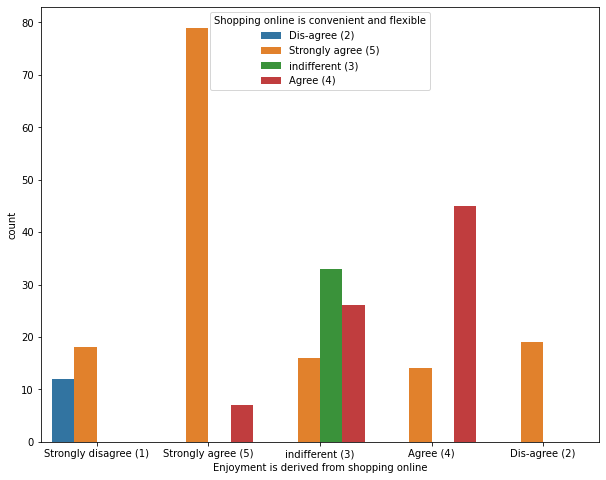 Shopping online is convenient and flexible
Dis-agree (2)
Strongly agree (5)
indifferent (3)
Agree (4)
80
70
60
50
40
30
20
10
0
count
Strongly disagree (1) Strongly agree (5) indifferent (3) Agree (4) Dis-agree (2)
Enjoyment is derived from shopping online